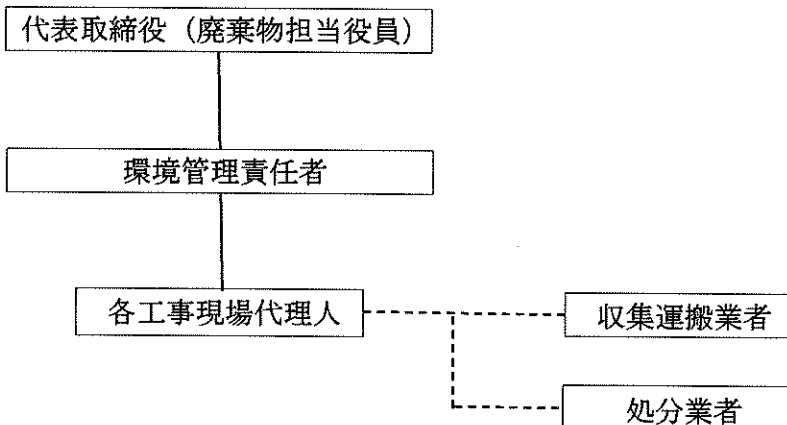 代表取締役（廃棄物担当役員）
環境管理責任者
各工事現場代理人
収集運搬業者
処分業者